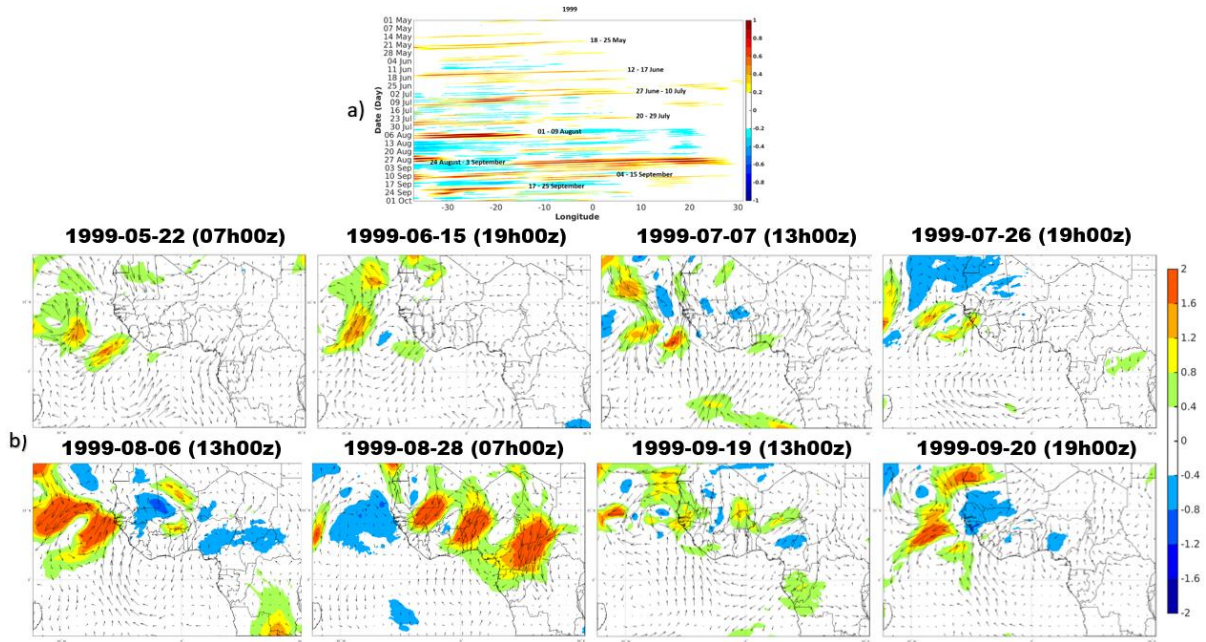 1999
a)
Date (Day)
01 May
07 May
14 May
21 May
28 May
04 Jun
11 Jun
18 Jun
25 Jun
02 Jul
09 Jul
16 Jul
23 Jul
30 Jul
06 Aug
13 Aug
20 Aug
27 Aug
03 Sep
10 Sep
17 Sep
24 Sep
01 Oct
18 - 25 May
12 - 17 June
27 June - 10 July
20 - 29 July
01 - 09 August
24 August - 3 September
04 - 15 September
17 - 25 September
-30 -20 -10 0 10 20 30
Longitude
1
0.8
0.6
0.4
0.2
0
-0.2
-0.4
-0.6
-0.8
-1
b)
1999-05-22 (07h00z)
1999-06-15 (19h00z)
1999-07-07 (13h00z)
1999-07-26 (19h00z)
1999-08-06 (13h00z)
1999-08-28 (07h00z)
1999-09-19 (13h00z)
1999-09-20 (19h00z)
2
1.6
1.2
0.8
0.4
0
-0.4
-0.8
-1.2
-1.6
-2